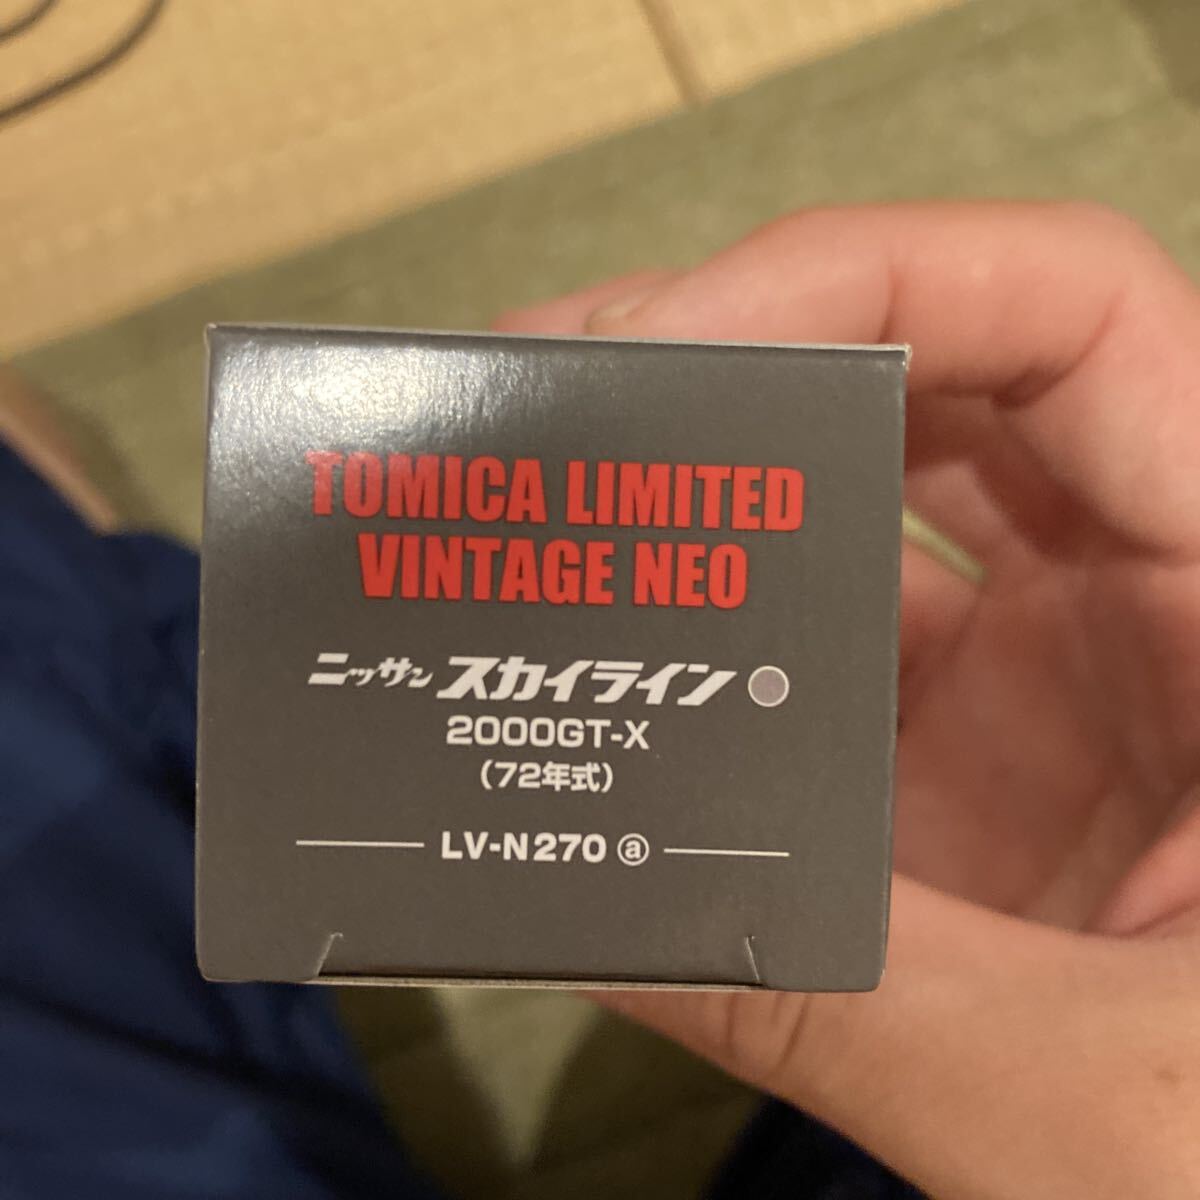 TOMICA LIMITED
VINTAGE NEO
ニッサン スカイライン
2000GT-X
(72年式)
LV-N270 ⓐ